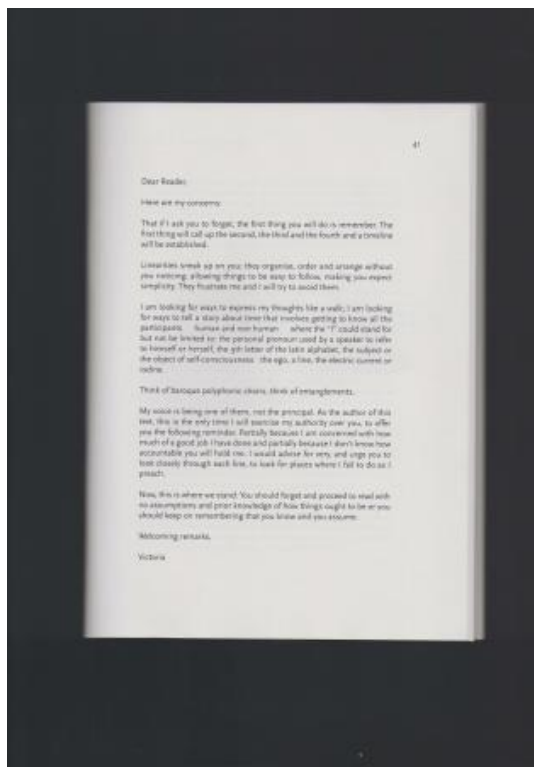 41
Dear Reader,
Here are my concerns:
That if I ask you to forget, the first thing you will do is remember. The
first thing will call up the second, the third and the fourth and a timeline
will be established.
Linearities sneak up on you; they organise, order and arrange without
you noticing; allowing things to be easy to follow, making you expect
simplicity. They frustrate me and I will try to avoid them.
I am looking for ways to express my thoughts like a walk; I am looking
for ways to tell a story about time that involves getting to know all the
participants human and non human where the "I" could stand for
but not be limited to: the personal pronoun used by a speaker to refer
to himself or herself, the 9th letter of the latin alphabet, the subject or
the object of self-consciousness the ego, a line, the electric current or
iodine.
Think of baroque polyphonic choirs, think of entanglements.
My voice is being one of them, not the principal. As the author of this
text, this is the only time I will exercise my authority over you, to offer
you the following reminder. Partially because I am concerned with how
much of a good job I have done and partially because I don't know how
accountable you will hold me. I would advise for very, and urge you to
look closely through each line, to look for places where I fail to do as I
preach.
Now, this is where we stand: You should forget and proceed to read with
no assumptions and prior knowledge of how things ought to be or you
should keep on remembering that you know and you assume.
Welcoming remarks,
Victoria